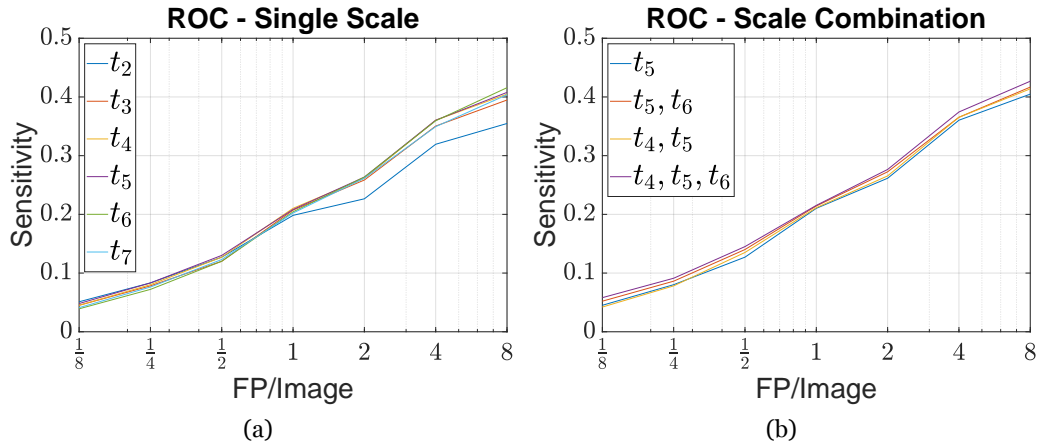 ROC - Single Scale
Sensitivity
0.5
0.4
0.3
0.2
0.1
0
t₂
t₃
t₄
t₅
t₆
t₇
1/8 1/4 1/2 1 2 4 8
FP/Image
(a)
ROC - Scale Combination
Sensitivity
0.5
0.4
0.3
0.2
0.1
0
t₅
t₅, t₆
t₄, t₅
t₄, t₅, t₆
1/8 1/4 1/2 1 2 4 8
FP/Image
(b)